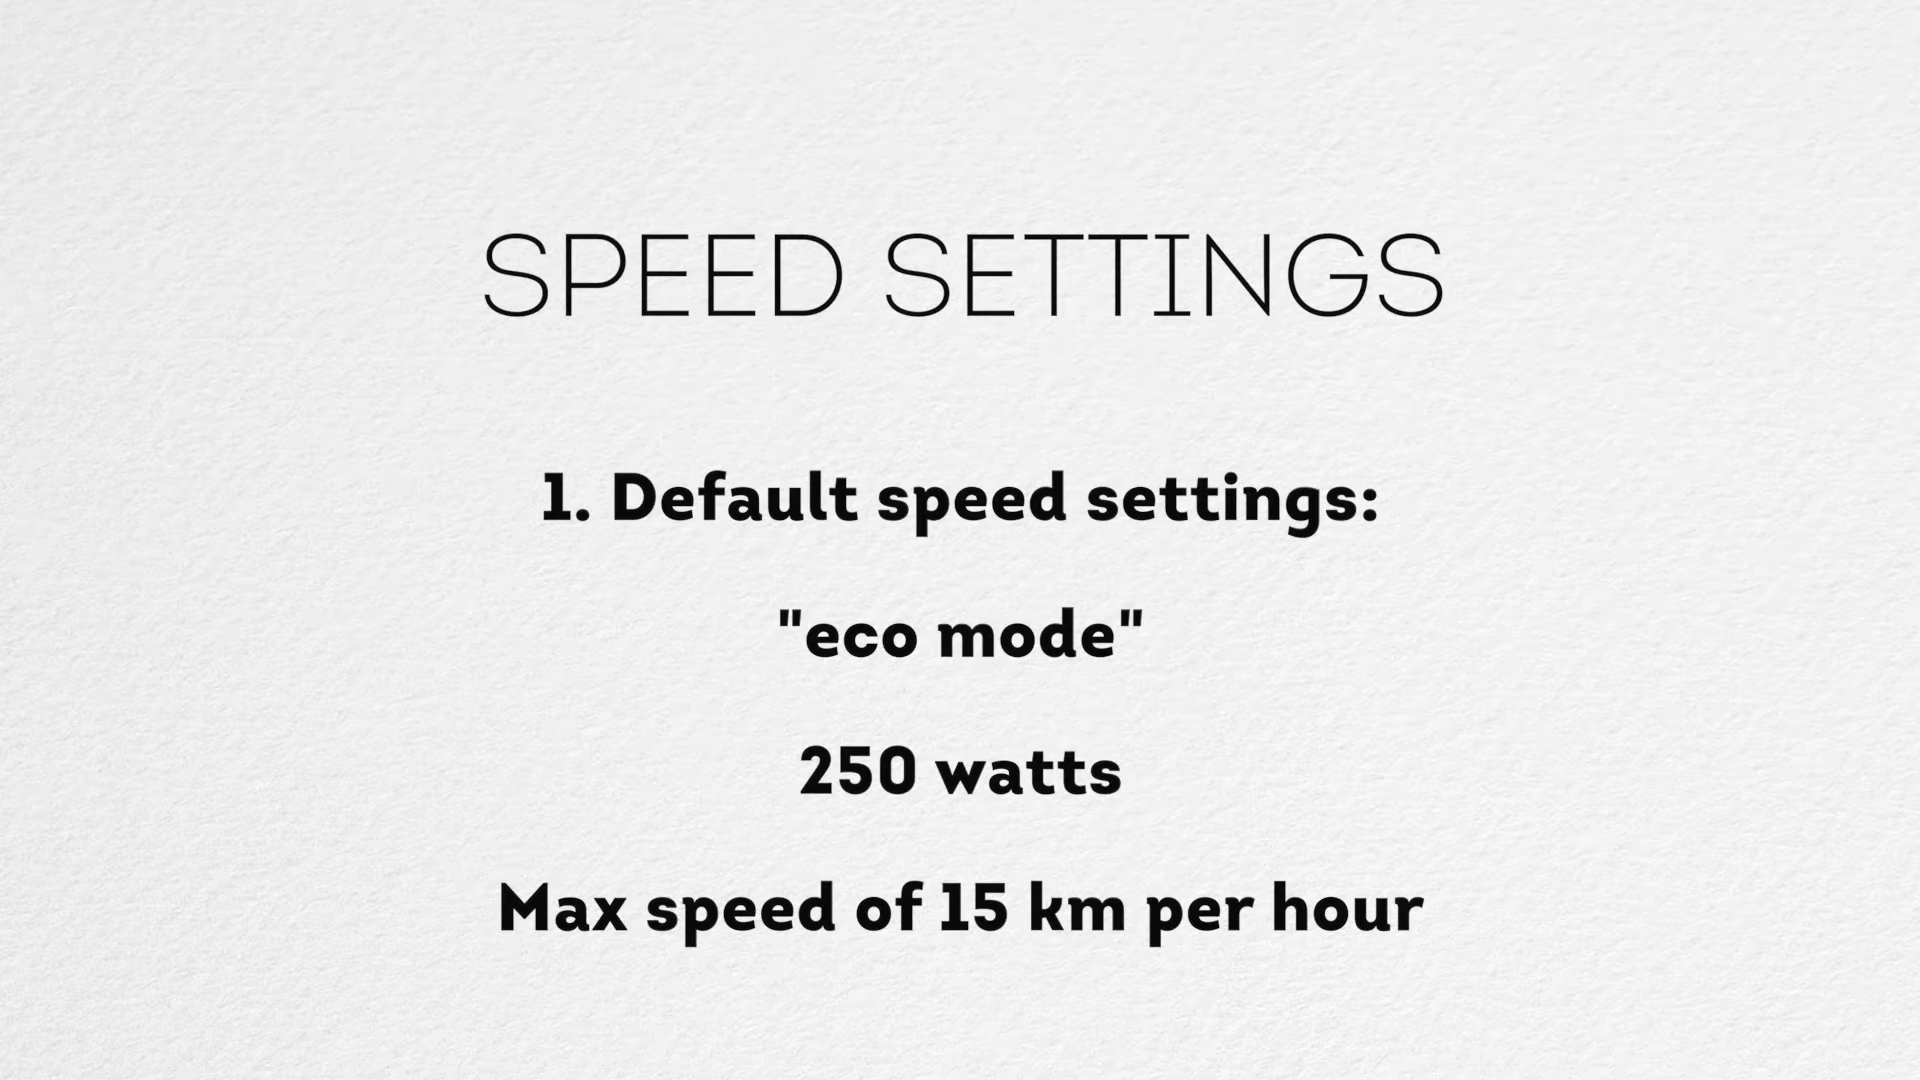 SPEED SETTINGS
1. Default speed settings:
"eco mode"
250 watts
Max speed of 15 km per hour